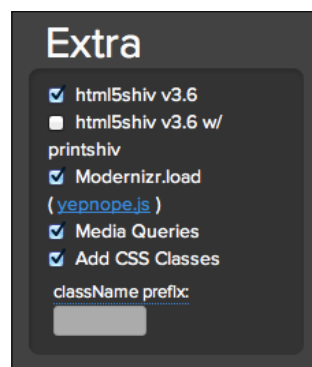 Extra
html5shiv v3.6
html5shiv v3.6 w/
printshiv
Modernizr.load
( yepnope.js )
Media Queries
Add CSS Classes
className prefix: